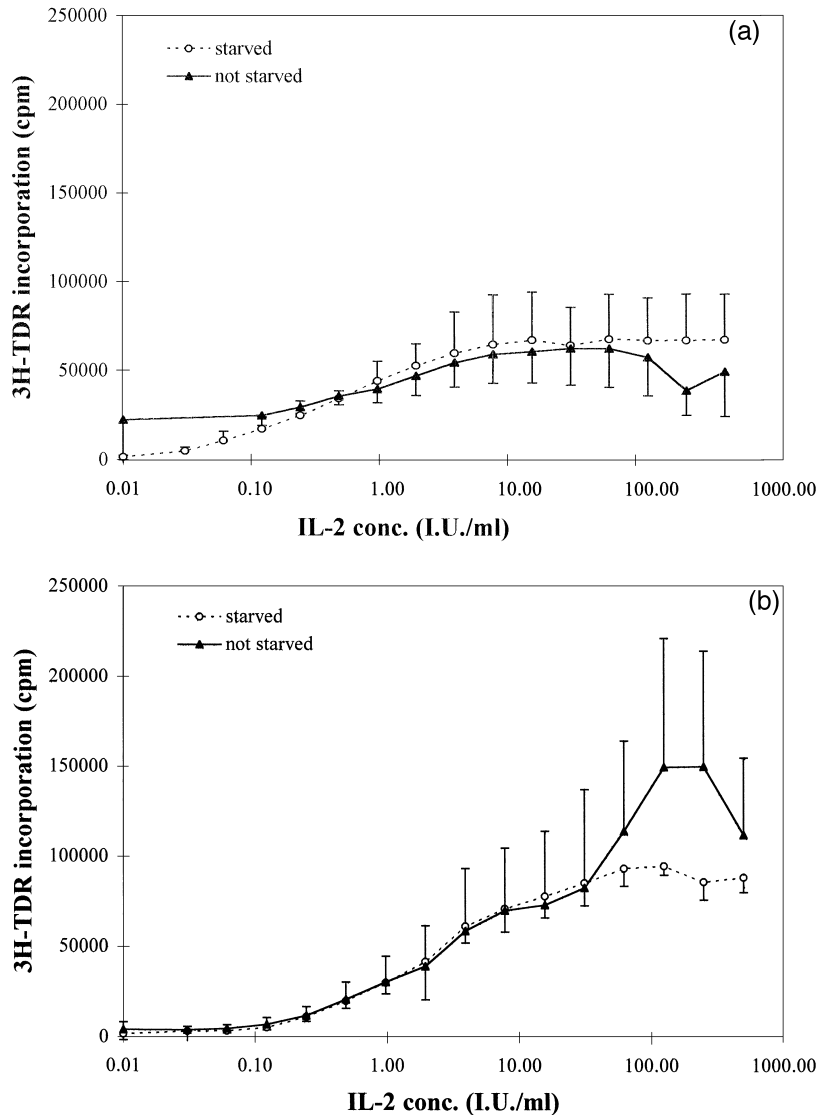 (a)
starved
not starved
250000
200000
150000
100000
50000
0
3H-TDR incorporation (cpm)
0.01 0.10 1.00 10.00 100.00 1000.00
IL-2 conc. (I.U./ml)
(b)
starved
not starved
250000
200000
150000
100000
50000
0
3H-TDR incorporation (cpm)
0.01 0.10 1.00 10.00 100.00 1000.00
IL-2 conc. (I.U./ml)